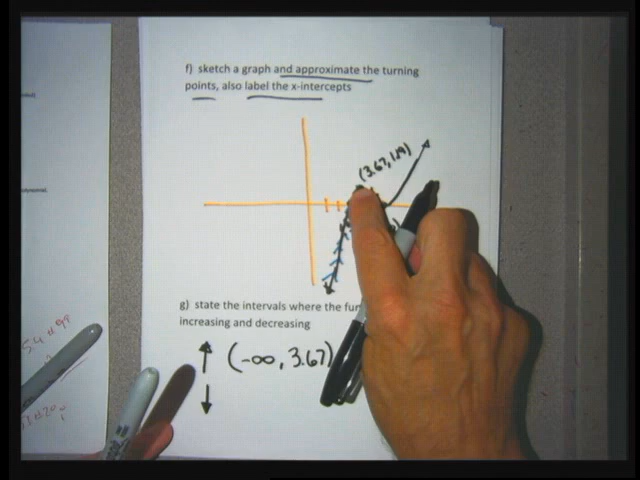 f) sketch a graph and approximate the turning
points, also label the x-intercepts
(3.67, 1.19)
g) state the intervals where the
increasing and decreasing
(-∞, 3.67)